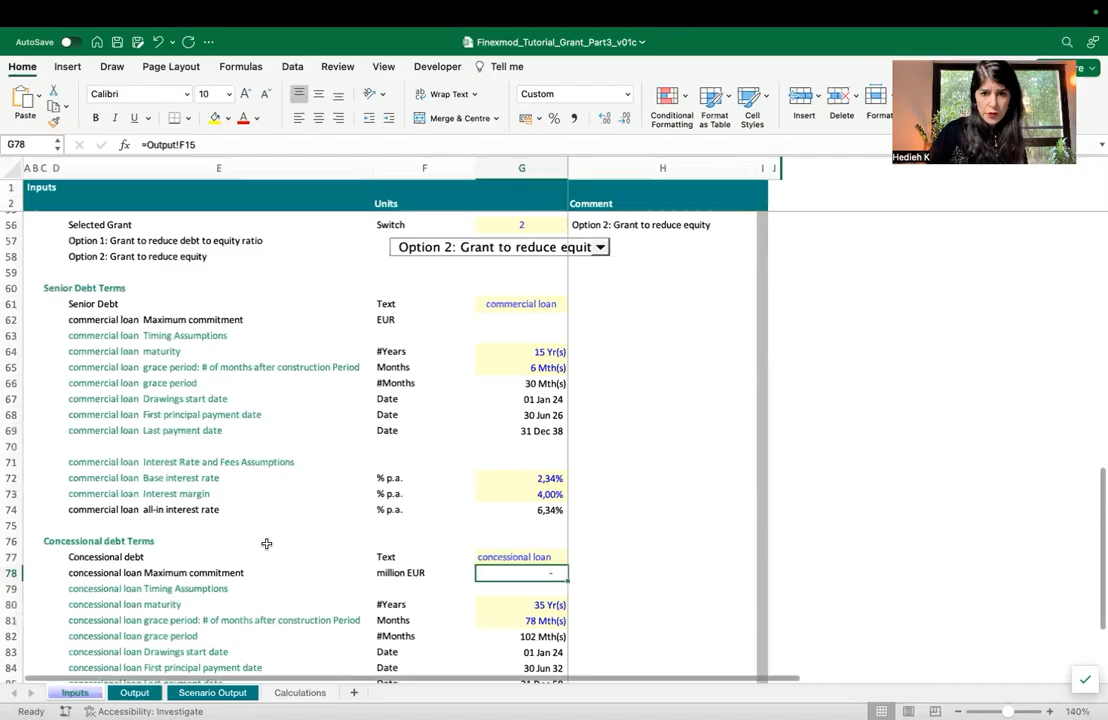 AutoSave
Finexmod_Tutorial_Grant_Part3_v01c
Home Insert Draw Page Layout Formulas Data Review View Developer Tell me
Paste
Calibri 10
B I U
Wrap Text
Merge & Centre
Custom
Conditional Formatting
Format as Table
Cell Styles
Insert
Delete
Format
Hedieh K
G78 fx =Output!F15
A B C D E F G H I J
1 Inputs
2 Units Comment
56 Selected Grant Switch 2 Option 2: Grant to reduce equity
57 Option 1: Grant to reduce debt to equity ratio
Option 2: Grant to reduce equit
58 Option 2: Grant to reduce equity
59
60 Senior Debt Terms
61 Senior Debt Text commercial loan
62 commercial loan Maximum commitment EUR
63 commercial loan Timing Assumptions
64 commercial loan maturity #Years 15 Yr(s)
65 commercial loan grace period: # of months after construction Period Months 6 Mth(s)
66 commercial loan grace period #Months 30 Mth(s)
67 commercial loan Drawings start date Date 01 Jan 24
68 commercial loan First principal payment date Date 30 Jun 26
69 commercial loan Last payment date Date 31 Dec 38
70
71 commercial loan Interest Rate and Fees Assumptions
72 commercial loan Base interest rate % p.a. 2,34%
73 commercial loan Interest margin % p.a. 4,00%
74 commercial loan all-in interest rate % p.a. 6,34%
75
76 Concessional debt Terms
77 Concessional debt Text concessional loan
78 concessional loan Maximum commitment million EUR -
79 concessional loan Timing Assumptions
80 concessional loan maturity #Years 35 Yr(s)
81 concessional loan grace period: # of months after construction Period Months 78 Mth(s)
82 concessional loan grace period #Months 102 Mth(s)
83 concessional loan Drawings start date Date 01 Jan 24
84 concessional loan First principal payment date Date 30 Jun 32
Inputs Output Scenario Output Calculations
Ready Accessibility: Investigate 140%